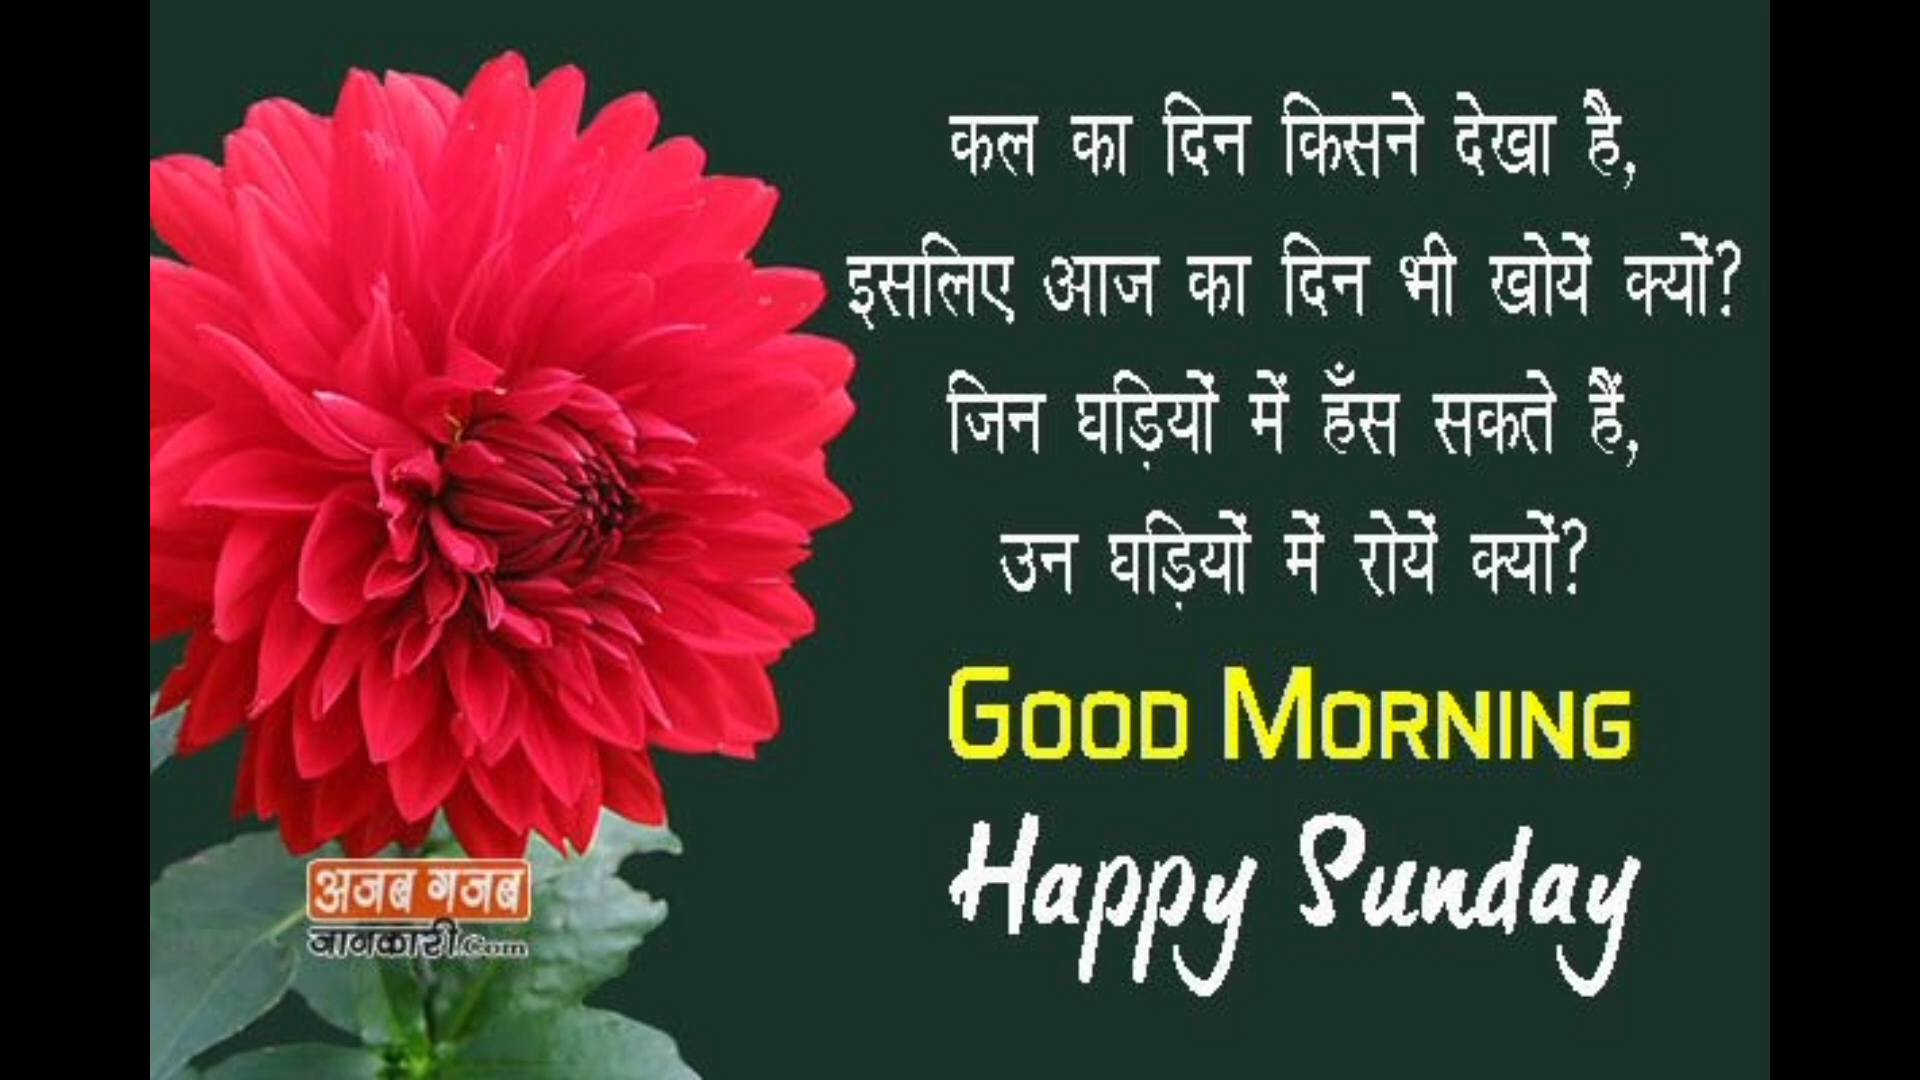 कल का दिन किसने देखा है,
इसलिए आज का दिन भी खोयें क्यों?
जिन घड़ियों में हँस सकते हैं,
उन घड़ियों में रोयें क्यों?
GOOD MORNING
Happy Sunday
अजब गजब
जानकारी.Com